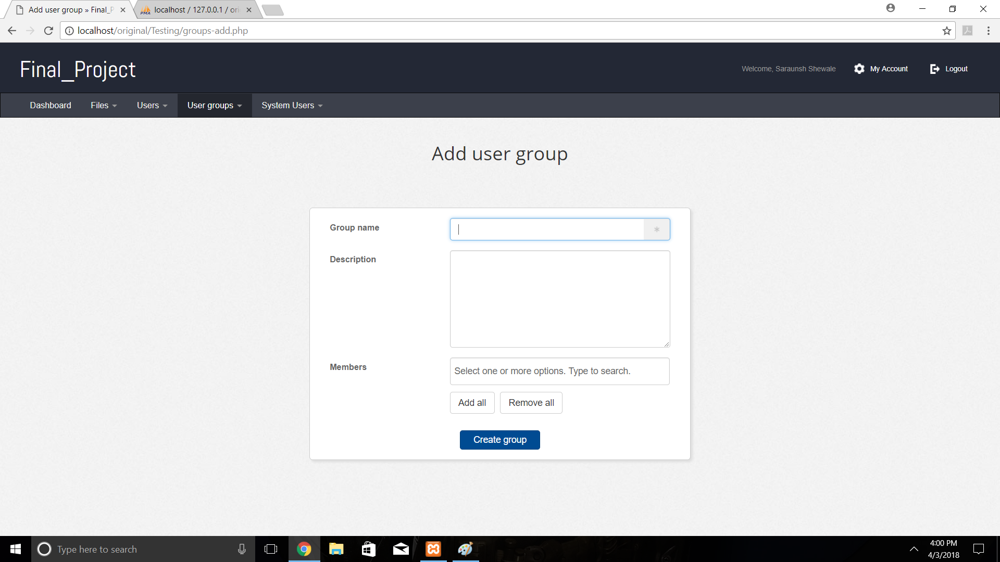 Add user group » Final_P
PMA localhost / 127.0.0.1 / ori
localhost/original/Testing/groups-add.php
Final_Project
Welcome, Saraunsh Shewale My Account Logout
Dashboard Files Users User groups System Users
Add user group
Group name *
Description
Members Select one or more options. Type to search.
Add all Remove all
Create group
Type here to search
4:00 PM
4/3/2018